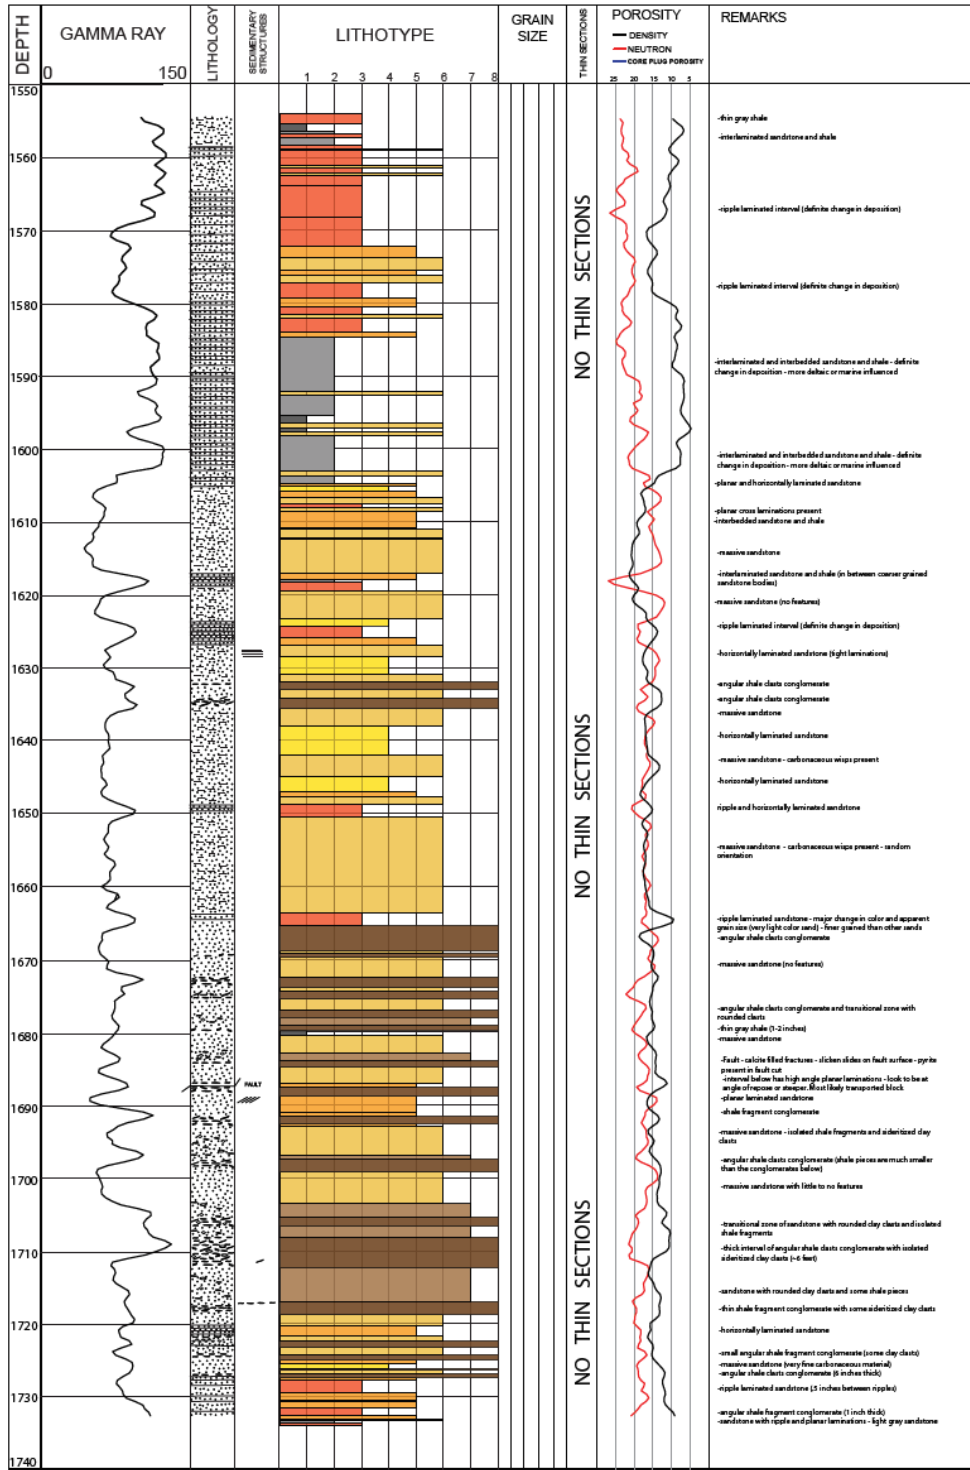 DEPTH
GAMMA RAY
0 150
LITHOLOGY
SEDIMENTARY
STRUCTURES
LITHOTYPE
1 2 3 4 5 6 7 8
GRAIN
SIZE
THIN SECTIONS
POROSITY
DENSITY
NEUTRON
CORE PLUG POROSITY
25 20 15 10 5
REMARKS
1550
1560
1570
1580
1590
1600
1610
1620
1630
1640
1650
1660
1670
1680
1690
1700
1710
1720
1730
1740
FAULT
NO THIN SECTIONS
NO THIN SECTIONS
NO THIN SECTIONS
-thin gray shale
-interlaminated sandstone and shale
-ripple laminated interval (definite change in deposition)
-ripple laminated interval (definite change in deposition)
-interlaminated and interbedded sandstone and shale - definite
change in deposition - more deltaic or marine influenced
-interlaminated and interbedded sandstone and shale - definite
change in deposition - more deltaic or marine influenced
-planar and horizontally laminated sandstone
-planar cross laminations present
-interbedded sandstone and shale
-massive sandstone
-interlaminated sandstone and shale (in between coarser grained
sandstone bodies)
-massive sandstone (no features)
-ripple laminated interval (definite change in deposition)
-horizontally laminated sandstone (tight laminations)
-angular shale clasts conglomerate
-angular shale clasts conglomerate
-massive sandstone
-horizontally laminated sandstone
-massive sandstone - carbonaceous wisps present
-horizontally laminated sandstone
ripple and horizontally laminated sandstone
-massive sandstone - carbonaceous wisps present - random
orientation
-ripple laminated sandstone - major change in color and apparent
grain size (very light color sand) - finer grained than other sands
-angular shale clasts conglomerate
-massive sandstone (no features)
-angular shale clasts conglomerate and transitional zone with
rounded clasts
-thin gray shale (1-2 inches)
-massive sandstone
-Fault - calcite filled fractures - slicken slides on fault surface - pyrite
present in fault cut
-interval below has high angle planar laminations - look to be at
angle of repose or steeper. Most likely transported block
-planar laminated sandstone
-shale fragment conglomerate
-massive sandstone - isolated shale fragments and sideritized clay
clasts
-angular shale clasts conglomerate (shale pieces are much smaller
than the conglomerates below)
-massive sandstone with little to no features
-transitional zone of sandstone with rounded clay clasts and isolated
shale fragments
-thick interval of angular shale clasts conglomerate with isolated
sideritized clay clasts (~6 feet)
-sandstone with rounded clay clasts and some shale pieces
-thin shale fragment conglomerate with some sideritized clay clasts
-horizontally laminated sandstone
-small angular shale fragment conglomerate (some clay clasts)
-massive sandstone (very fine carbonaceous material)
-angular shale clasts conglomerate (6 inches thick)
-ripple laminated sandstone (.5 inches between ripples)
-angular shale fragment conglomerate (1 inch thick)
-sandstone with ripple and planar laminations - light gray sandstone